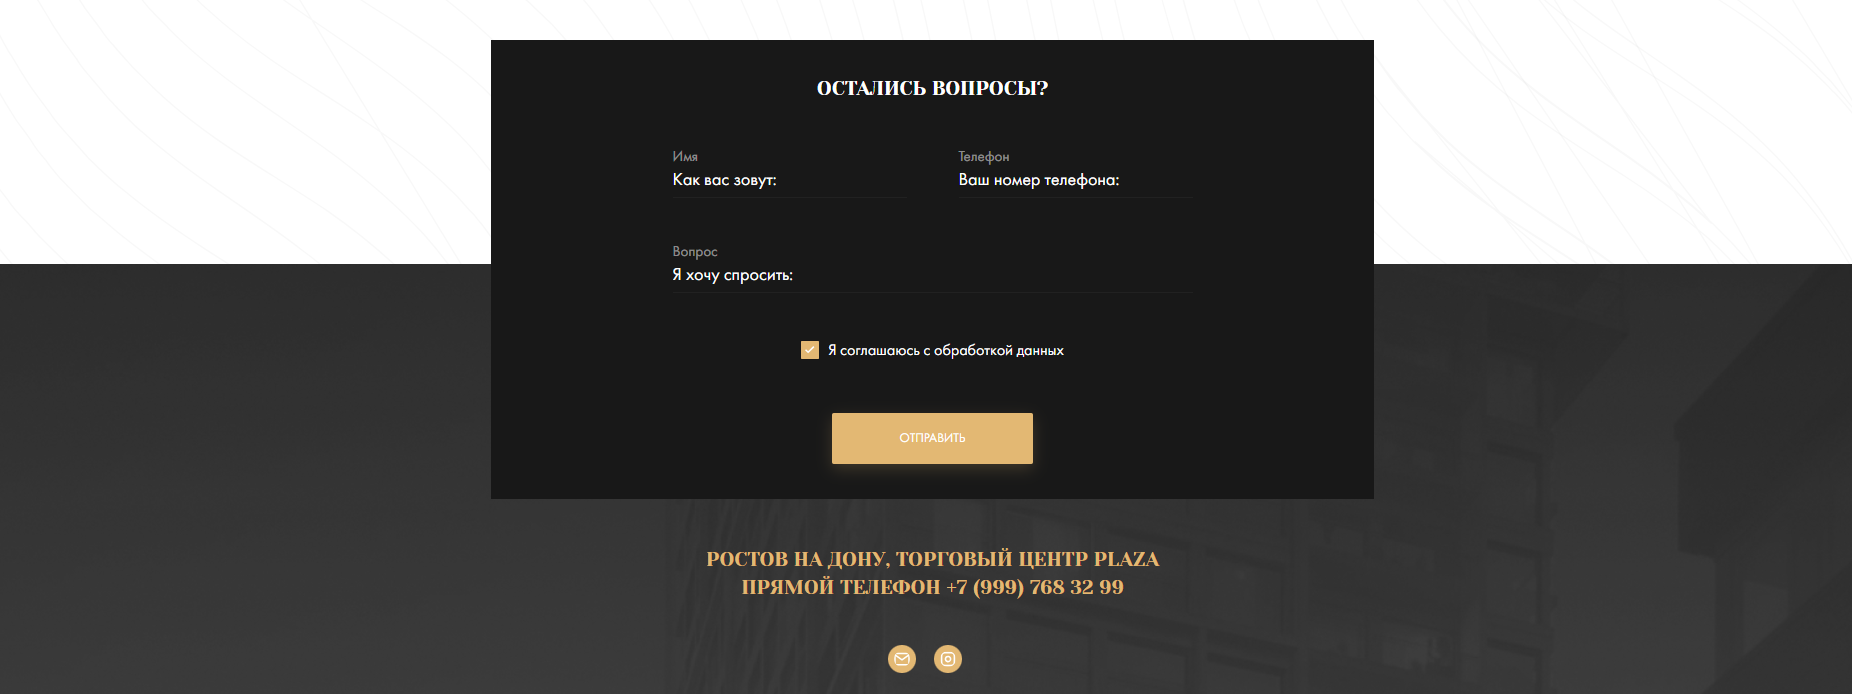 ОСТАЛИСЬ ВОПРОСЫ?
Имя
Как вас зовут:
Телефон
Ваш номер телефона:
Вопрос
Я хочу спросить:
Я соглашаюсь с обработкой данных
ОТПРАВИТЬ
РОСТОВ НА ДОНУ, ТОРГОВЫЙ ЦЕНТР PLAZA
ПРЯМОЙ ТЕЛЕФОН +7 (999) 768 32 99